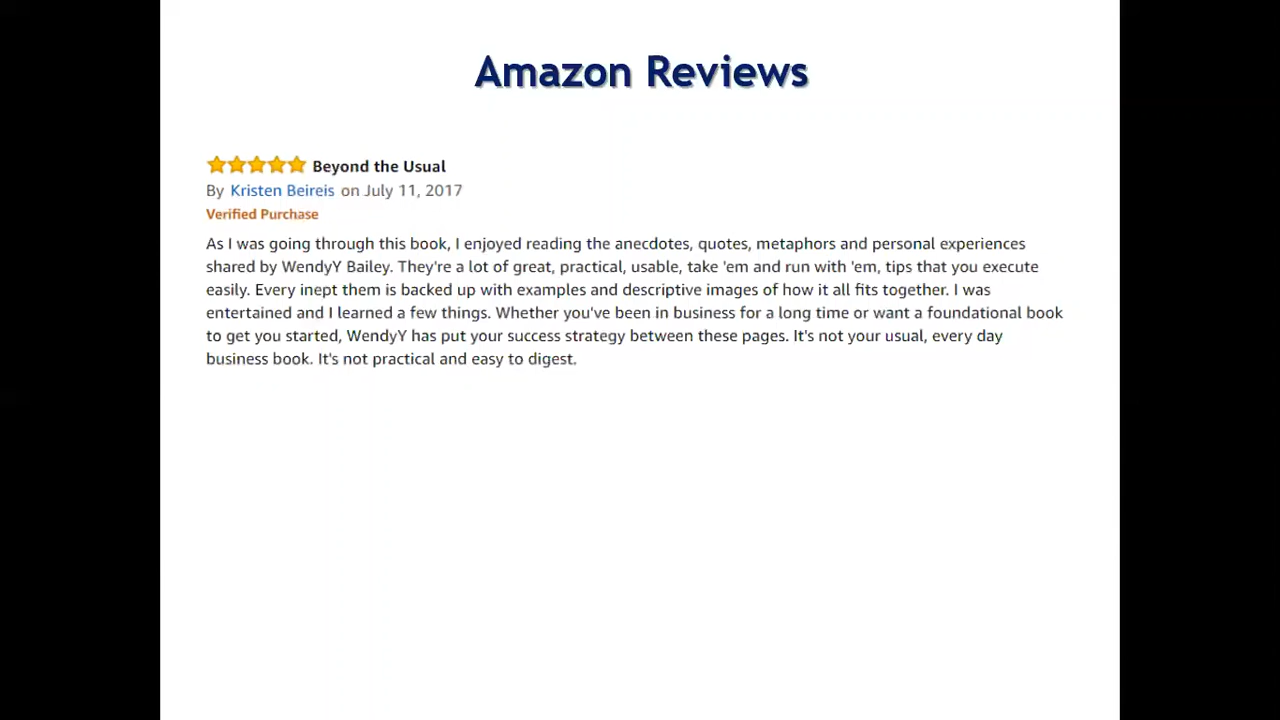 Amazon Reviews
Beyond the Usual
By Kristen Beireis on July 11, 2017
Verified Purchase
As I was going through this book, I enjoyed reading the anecdotes, quotes, metaphors and personal experiences
shared by WendyY Bailey. They're a lot of great, practical, usable, take 'em and run with 'em, tips that you execute
easily. Every inept them is backed up with examples and descriptive images of how it all fits together. I was
entertained and I learned a few things. Whether you've been in business for a long time or want a foundational book
to get you started, WendyY has put your success strategy between these pages. It's not your usual, every day
business book. It's not practical and easy to digest.